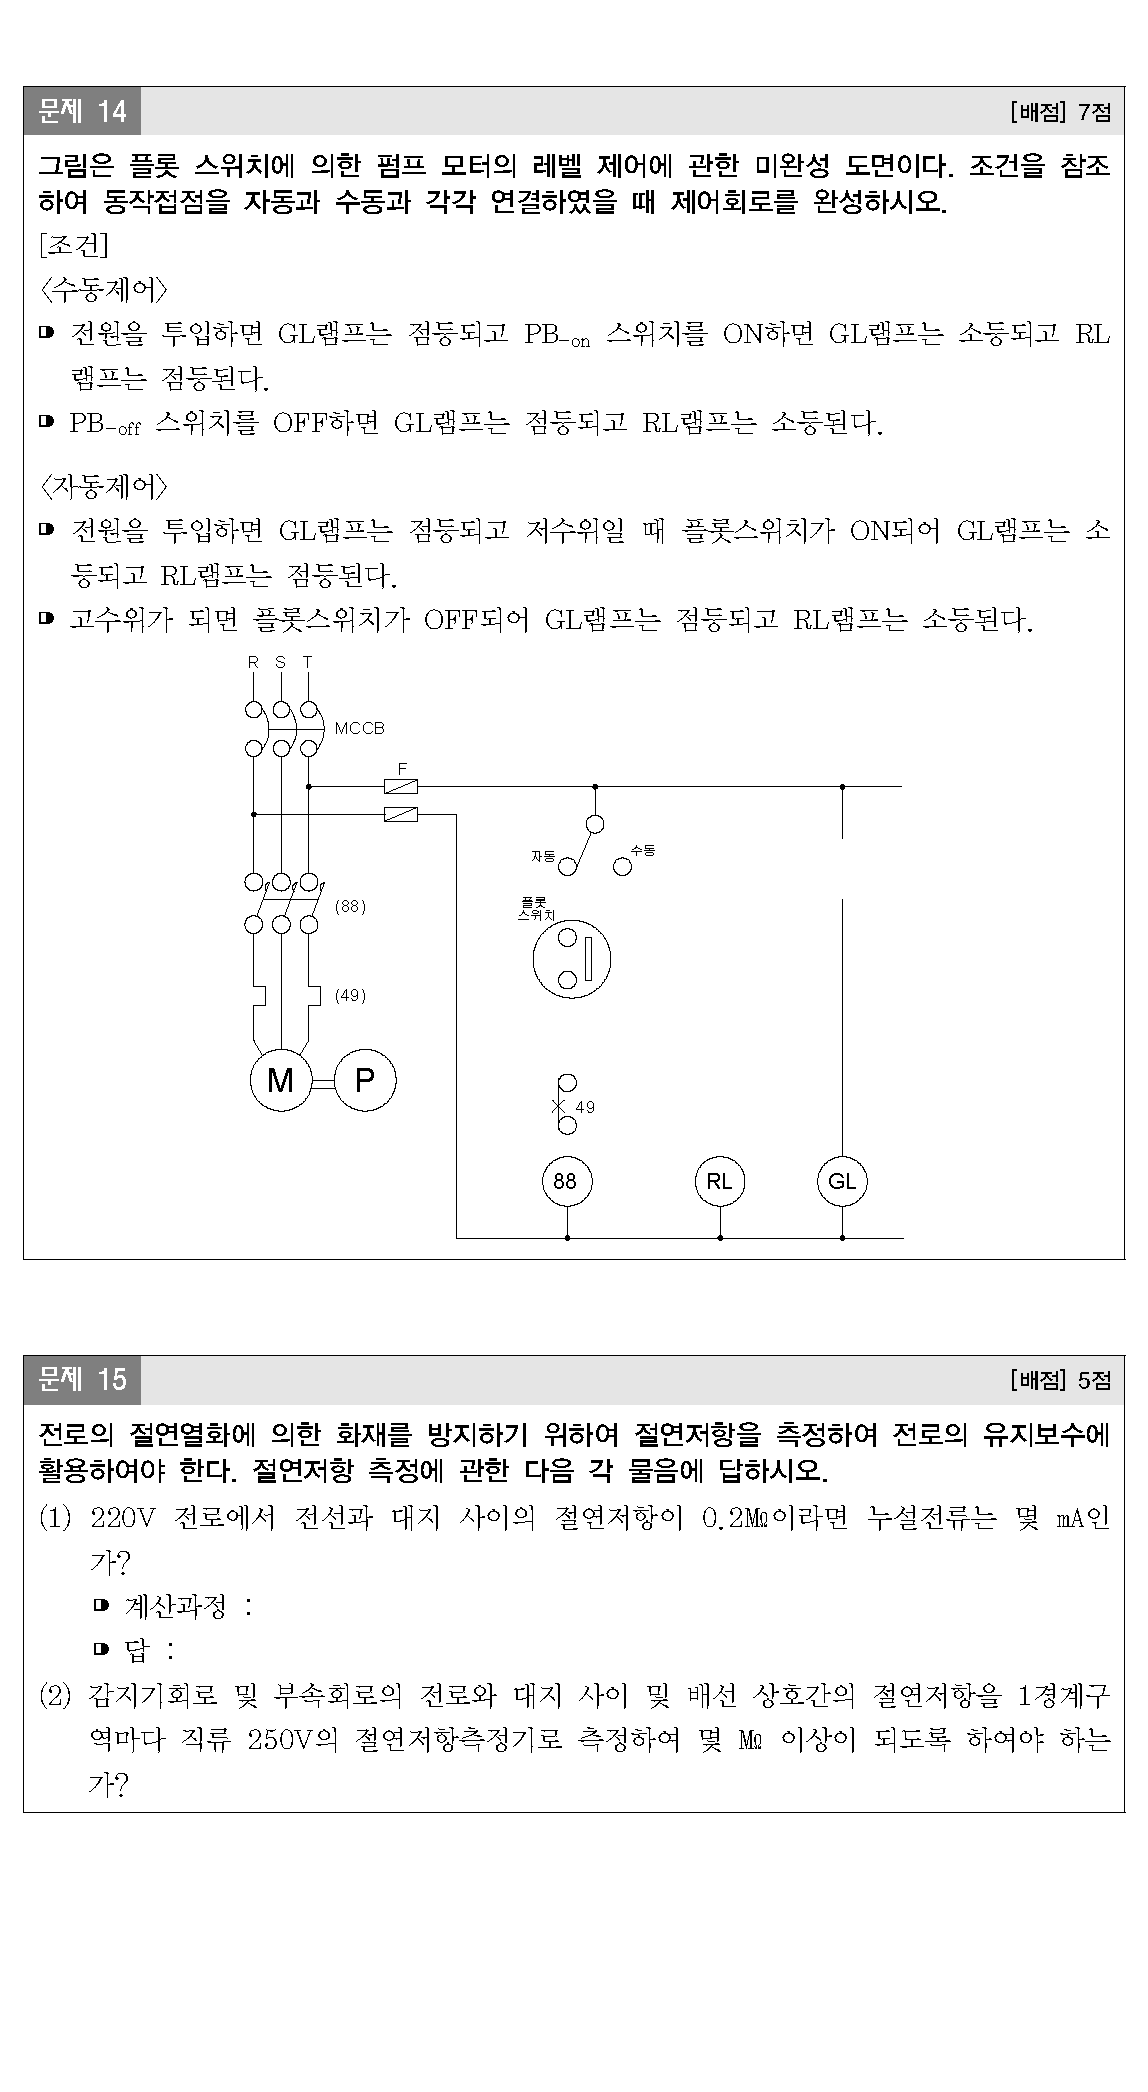 문제 14
[배점] 7점
그림은 플롯 스위치에 의한 펌프 모터의 레벨 제어에 관한 미완성 도면이다. 조건을 참조
하여 동작접점을 자동과 수동과 각각 연결하였을 때 제어회로를 완성하시오.
[조건]
〈수동제어〉
전원을 투입하면 GL램프는 점등되고 PB-on 스위치를 ON하면 GL램프는 소등되고 RL
램프는 점등된다.
PB-off 스위치를 OFF하면 GL램프는 점등되고 RL램프는 소등된다.
〈자동제어〉
전원을 투입하면 GL램프는 점등되고 저수위일 때 플롯스위치가 ON되어 GL램프는 소
등되고 RL램프는 점등된다.
고수위가 되면 플롯스위치가 OFF되어 GL램프는 점등되고 RL램프는 소등된다.
R S T
MCCB
F
자동
수동
플롯
스위치
(88)
(49)
M
P
49
88
RL
GL
문제 15
[배점] 5점
전로의 절연열화에 의한 화재를 방지하기 위하여 절연저항을 측정하여 전로의 유지보수에
활용하여야 한다. 절연저항 측정에 관한 다음 각 물음에 답하시오.
(1) 220V 전로에서 전선과 대지 사이의 절연저항이 0.2㏁이라면 누설전류는 몇 mA인
가?
계산과정 :
답 :
(2) 감지기회로 및 부속회로의 전로와 대지 사이 및 배선 상호간의 절연저항을 1경계구
역마다 직류 250V의 절연저항측정기로 측정하여 몇 ㏁ 이상이 되도록 하여야 하는
가?